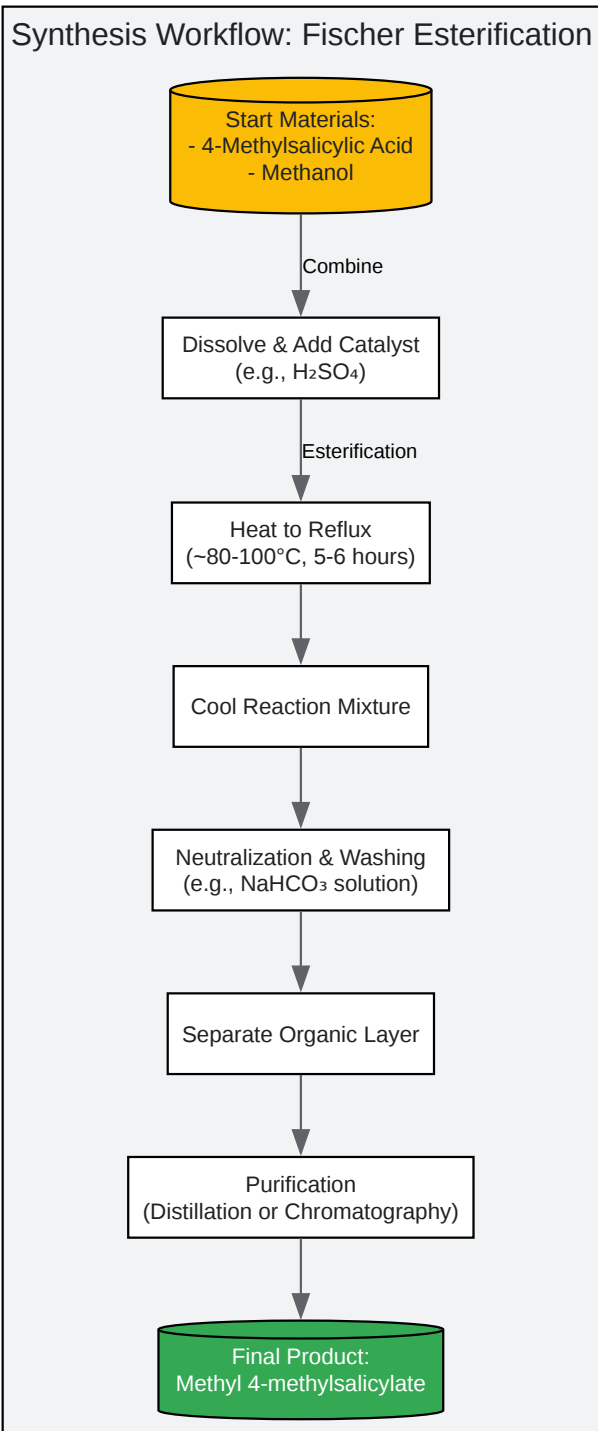 Synthesis Workflow: Fischer Esterification
Start Materials:
- 4-Methylsalicylic Acid
- Methanol
Combine
Dissolve & Add Catalyst
(e.g., H₂SO₄)
Esterification
Heat to Reflux
(~80-100°C, 5-6 hours)
Cool Reaction Mixture
Neutralization & Washing
(e.g., NaHCO₃ solution)
Separate Organic Layer
Purification
(Distillation or Chromatography)
Final Product:
Methyl 4-methylsalicylate